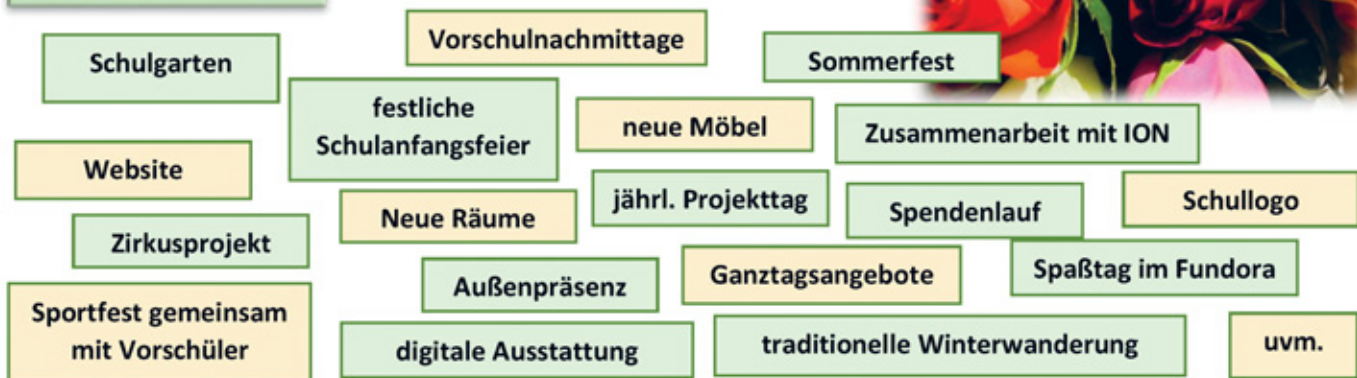 Vorschulnachmittage
Schulgarten
Sommerfest
festliche
Schulanfangsfeier
neue Möbel
Zusammenarbeit mit ION
Website
jährl. Projekttag
Schullogo
Neue Räume
Spendenlauf
Zirkusprojekt
Außenpräsenz
Ganztagsangebote
Spaßtag im Fundora
Sportfest gemeinsam
mit Vorschüler
digitale Ausstattung
traditionelle Winterwanderung
uvm.